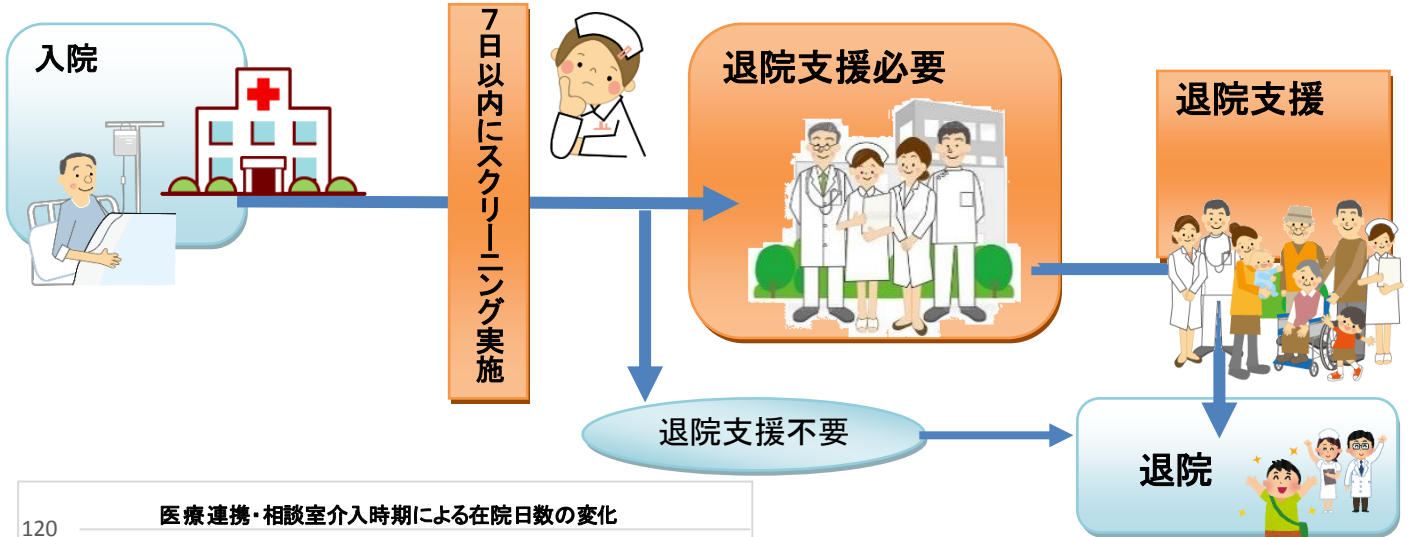 入院
7日以内にスクリーニング実施
退院支援必要
退院支援
退院支援不要
退院
医療連携・相談室介入時期による在院日数の変化
120